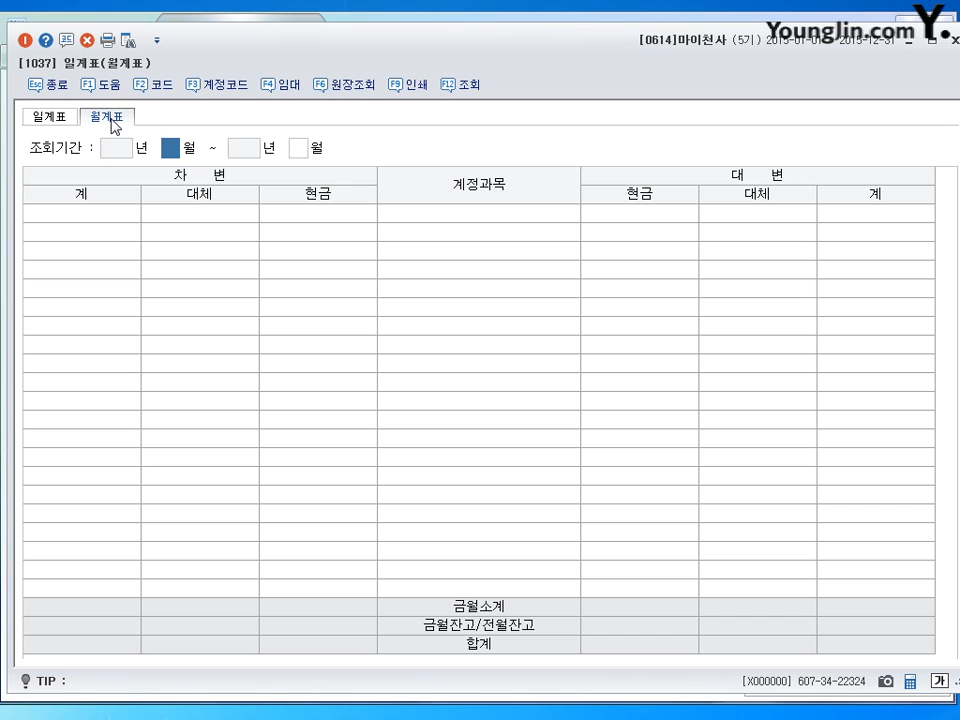 Younglin.com Y.
[0614]마이천사 (5기) 2015-01-01 ~ 2015-12-31
[1037] 일계표(월계표)
Esc 종료 F1 도움 F2 코드 F3 계정코드 F4 임대 F6 원장조회 F9 인쇄 F12 조회
일계표 월계표
조회기간 : 년 월 ~ 년 월
차 변 계정과목 대 변
계 대체 현금 현금 대체 계
금월소계
금월잔고/전월잔고
합계
TIP :
[X000000] 607-34-22324 가